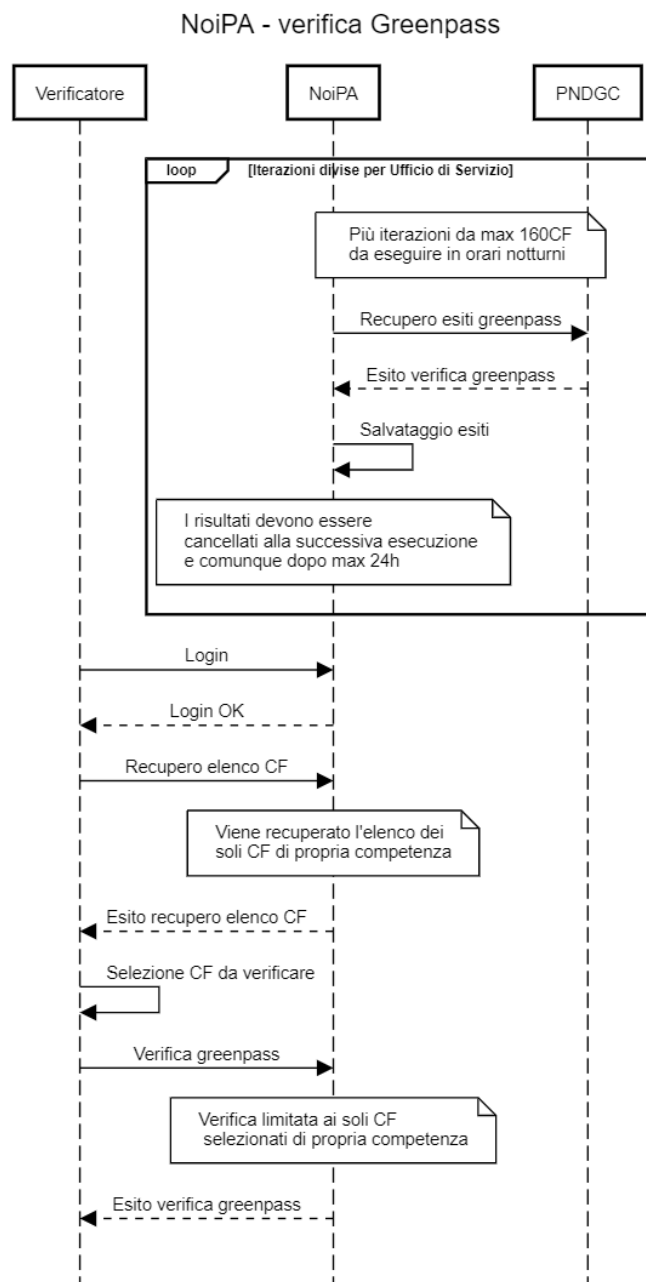 NoiPA - verifica Greenpass
Verificatore
NoiPA
PNDGC
loop
[Iterazioni divise per Ufficio di Servizio]
Più iterazioni da max 160CF
da eseguire in orari notturni
Recupero esiti greenpass
Esito verifica greenpass
Salvataggio esiti
I risultati devono essere
cancellati alla successiva esecuzione
e comunque dopo max 24h
Login
Login OK
Recupero elenco CF
Viene recuperato l'elenco dei
soli CF di propria competenza
Esito recupero elenco CF
Selezione CF da verificare
Verifica greenpass
Verifica limitata ai soli CF
selezionati di propria competenza
Esito verifica greenpass